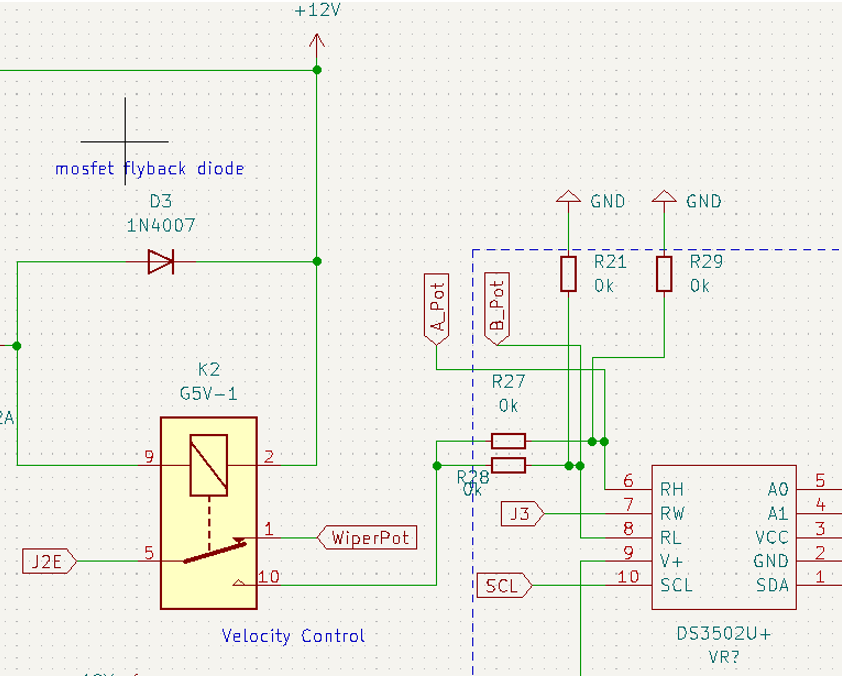 +12V
mosfet flyback diode
D3
1N4007
GND
GND
R21
0k
R29
0k
A_Pot
B_Pot
K2
G5V-1
R27
0k
2A
9
2
R28
0k
6
RH
A0
5
J3
7
RW
A1
4
1
WiperPot
8
RL
VCC
3
J2E
5
9
V+
GND
2
10
SCL
10
SCL
SDA
1
Velocity Control
DS3502U+
VR?